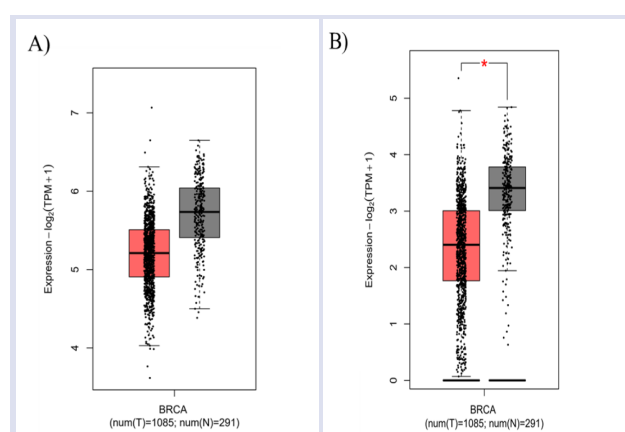 A)
Expression − log₂(TPM + 1)
7
6
5
4
BRCA
(num(T)=1085; num(N)=291)
B)
*
Expression − log₂(TPM + 1)
5
4
3
2
1
0
BRCA
(num(T)=1085; num(N)=291)